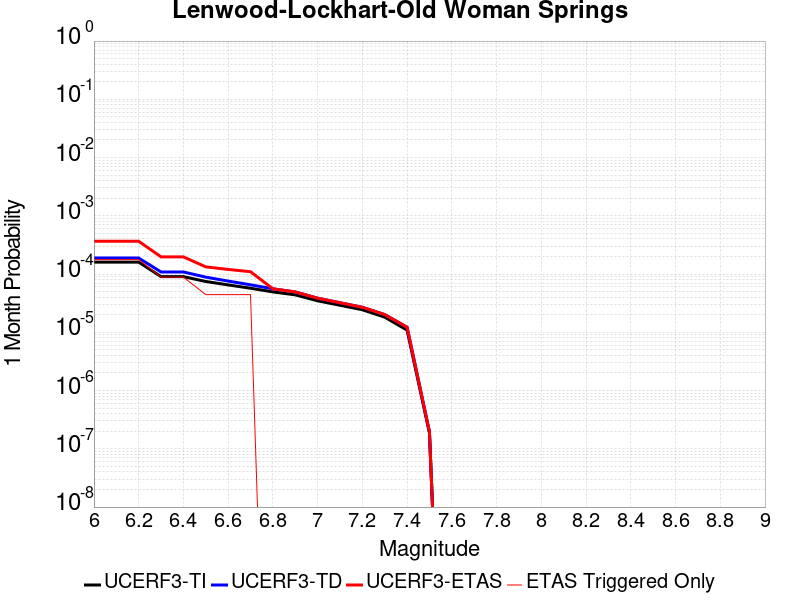 Lenwood-Lockhart-Old Woman Springs
10^0
10^-1
10^-2
10^-3
10^-4
10^-5
10^-6
10^-7
10^-8
1 Month Probability
6 6.2 6.4 6.6 6.8 7 7.2 7.4 7.6 7.8 8 8.2 8.4 8.6 8.8 9
Magnitude
UCERF3-TI UCERF3-TD UCERF3-ETAS ETAS Triggered Only